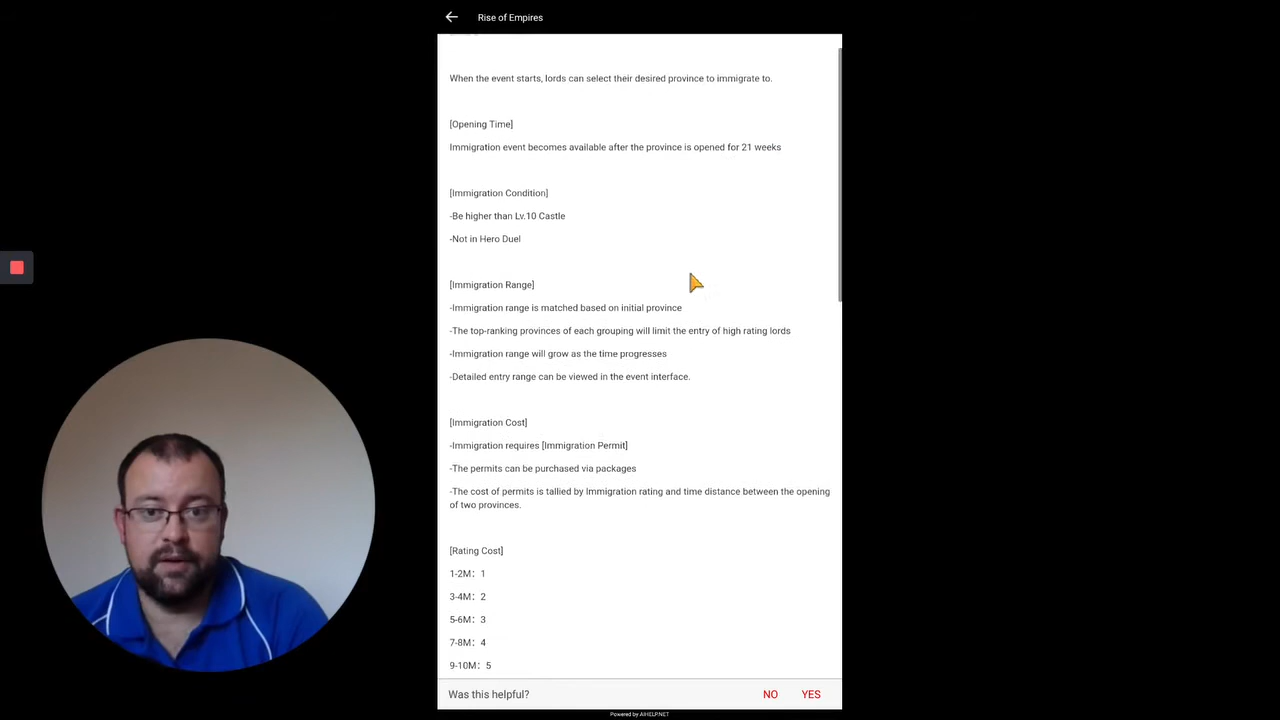 Rise of Empires
When the event starts, lords can select their desired province to immigrate to.
[Opening Time]
Immigration event becomes available after the province is opened for 21 weeks
[Immigration Condition]
-Be higher than Lv.10 Castle
-Not in Hero Duel
[Immigration Range]
-Immigration range is matched based on initial province
-The top-ranking provinces of each grouping will limit the entry of high rating lords
-Immigration range will grow as the time progresses
-Detailed entry range can be viewed in the event interface.
[Immigration Cost]
-Immigration requires [Immigration Permit]
-The permits can be purchased via packages
-The cost of permits is tallied by Immigration rating and time distance between the opening
of two provinces.
[Rating Cost]
1-2M： 1
3-4M： 2
5-6M： 3
7-8M： 4
9-10M： 5
Was this helpful?
NO
YES
Powered by AIHELP.NET